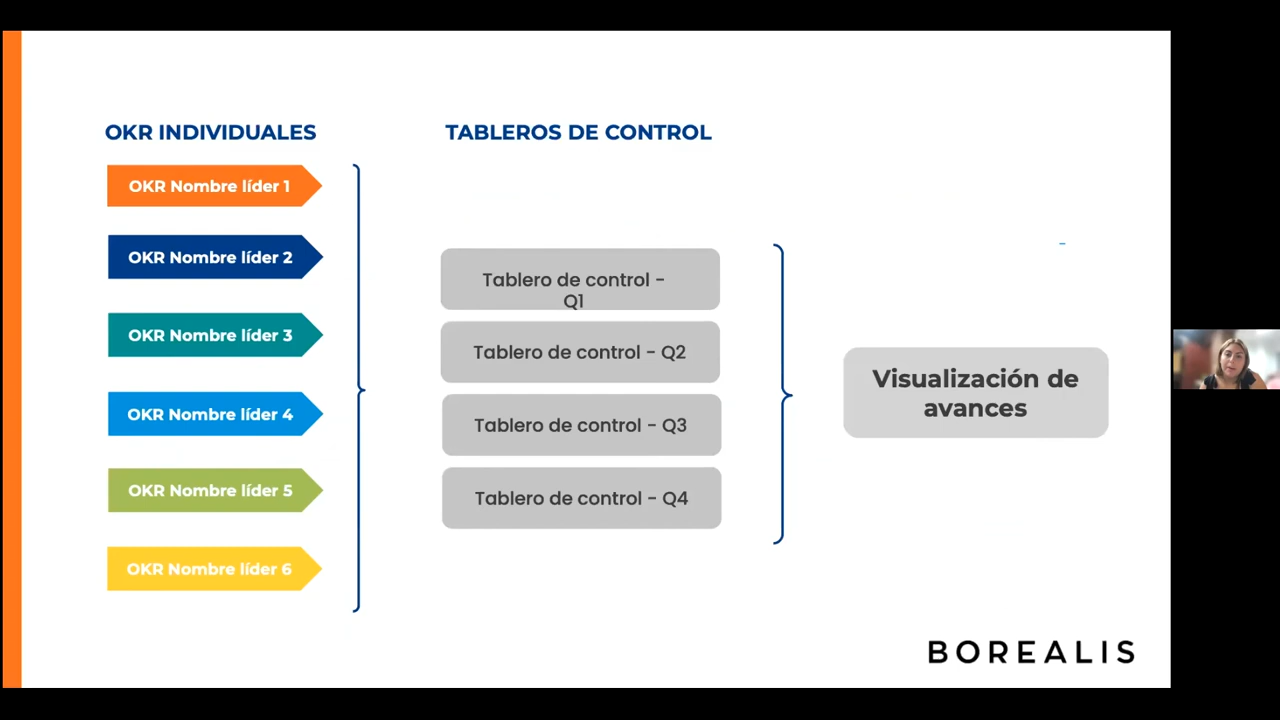 OKR INDIVIDUALES
OKR Nombre líder 1
OKR Nombre líder 2
OKR Nombre líder 3
OKR Nombre líder 4
OKR Nombre líder 5
OKR Nombre líder 6
TABLEROS DE CONTROL
Tablero de control -
Q1
Tablero de control - Q2
Tablero de control - Q3
Tablero de control - Q4
Visualización de
avances
BOREALIS